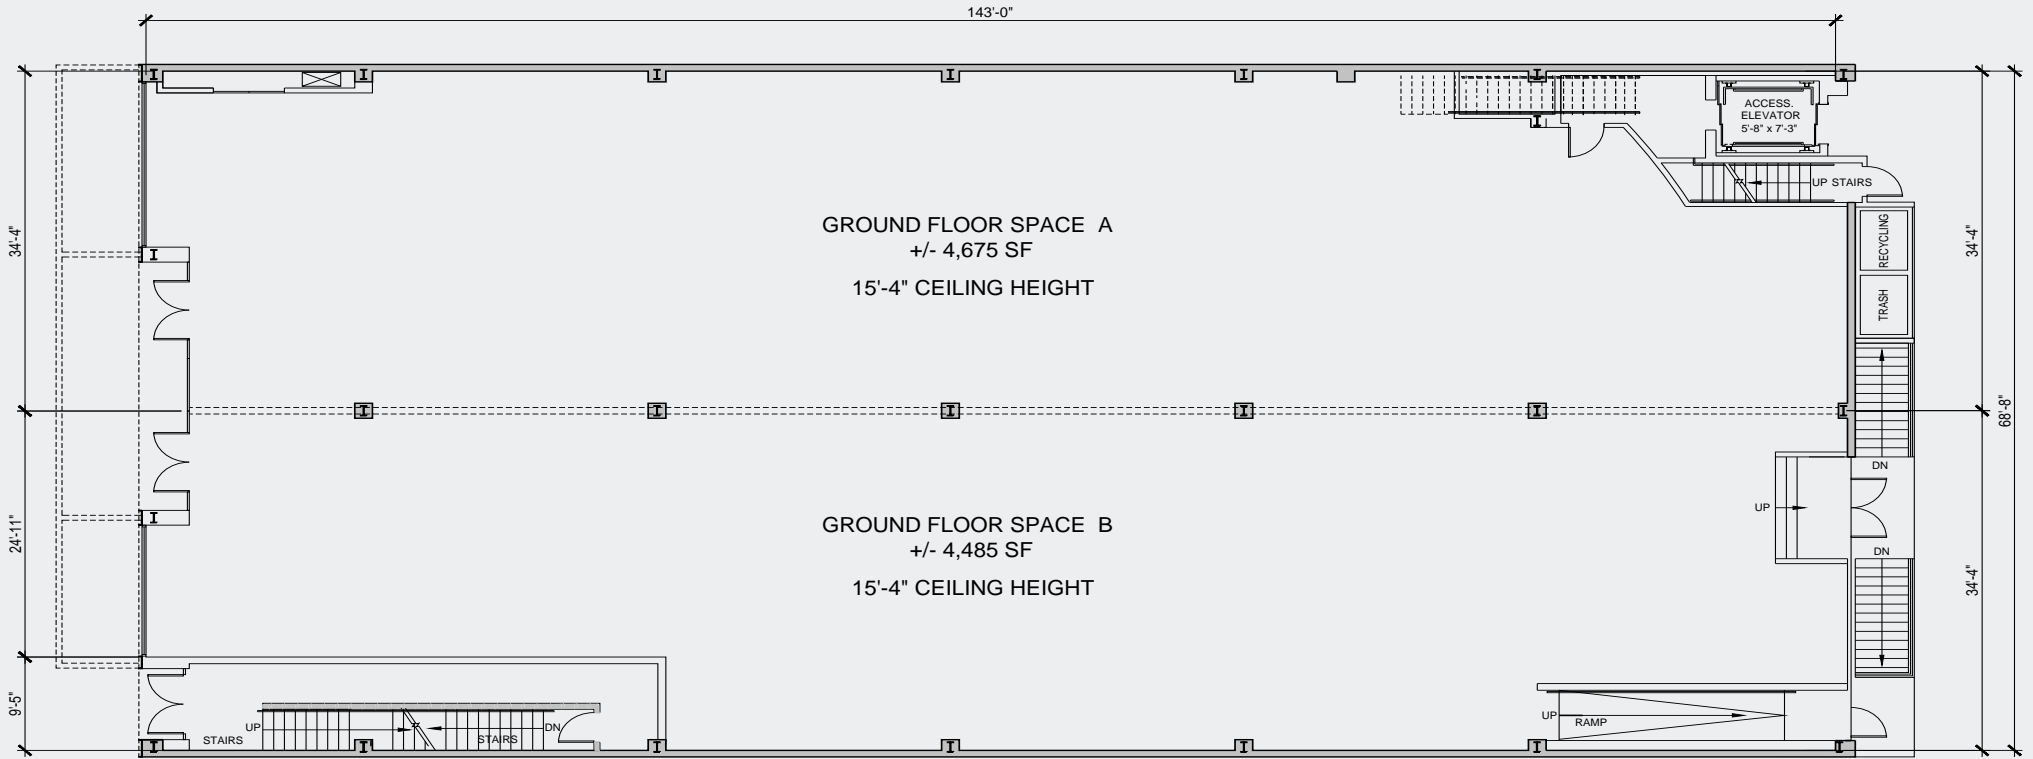 143'-0"
ACCESS.
ELEVATOR
5'-8" x 7'-3"
UP STAIRS
GROUND FLOOR SPACE A
+/- 4,675 SF
15'-4" CEILING HEIGHT
34'-4"
34'-4"
RECYCLING
TRASH
68'-8"
DN
UP
DN
GROUND FLOOR SPACE B
+/- 4,485 SF
15'-4" CEILING HEIGHT
24'-11"
34'-4"
9'-5"
UP
DN
STAIRS
STAIRS
UP
RAMP